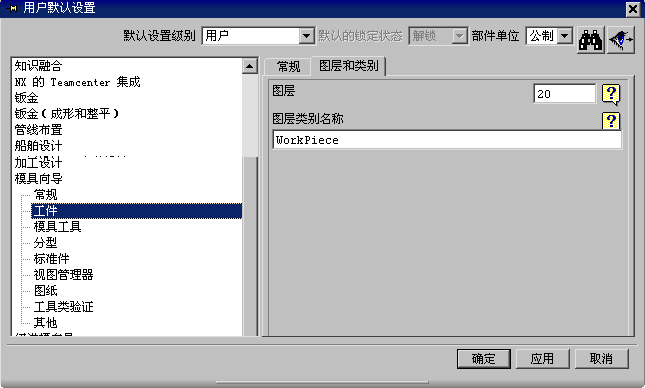 用户默认设置
默认设置级别 用户 默认的锁定状态 解锁 部件单位 公制
知识融合
NX 的 Teamcenter 集成
钣金
钣金(成形和整平)
管线布置
船舶设计
加工设计
模具向导
常规
工件
模具工具
分型
标准件
视图管理器
图纸
工具类验证
其他
常规 图层和类别
图层 20
图层类别名称
WorkPiece
确定 应用 取消